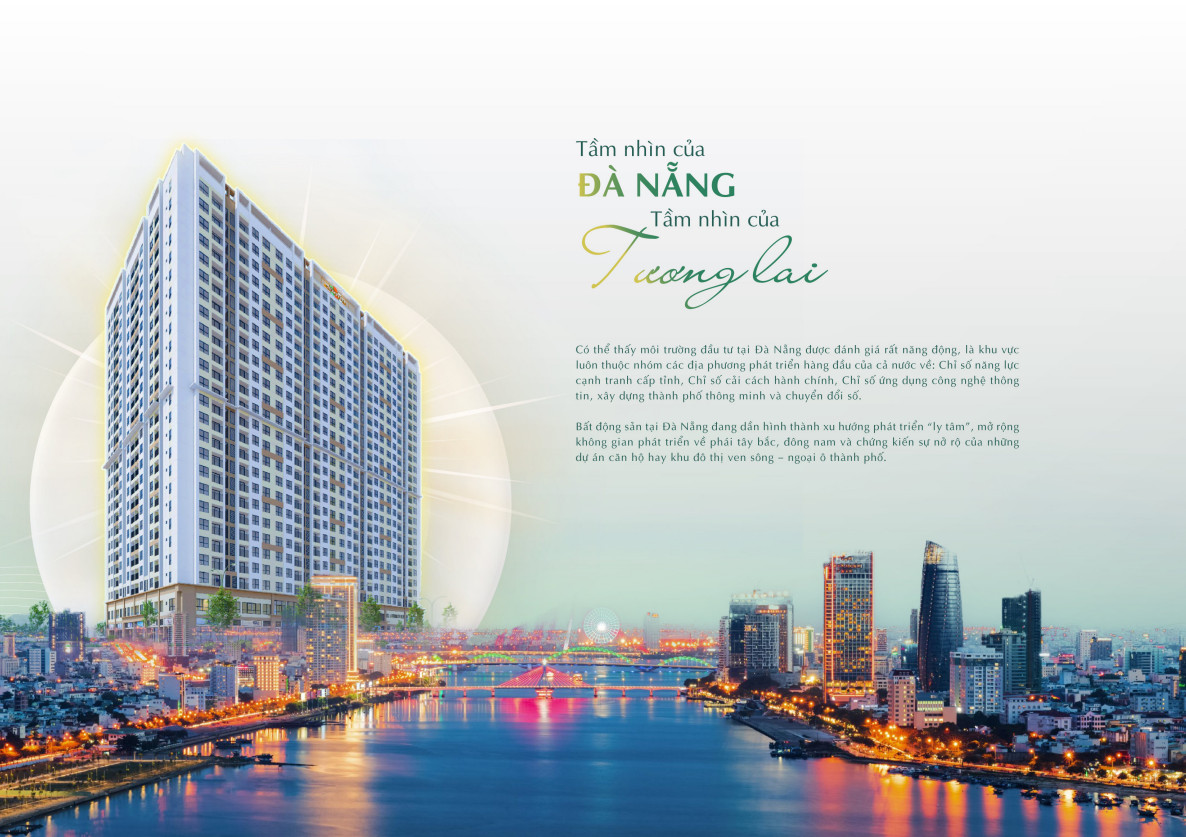 Tầm nhìn của
ĐÀ NẴNG
Tầm nhìn của
Tương lai
Có thể thấy môi trường đầu tư tại Đà Nẵng được đánh giá rất năng động, là khu vực
luôn thuộc nhóm các địa phương phát triển hàng đầu của cả nước về: Chỉ số năng lực
cạnh tranh cấp tỉnh, Chỉ số cải cách hành chính, Chỉ số ứng dụng công nghệ thông
tin, xây dựng thành phố thông minh và chuyển đổi số.
Bất động sản tại Đà Nẵng đang dần hình thành xu hướng phát triển “ly tâm”, mở rộng
không gian phát triển về phái tây bắc, đông nam và chứng kiến sự nở rộ của những
dự án căn hộ hay khu đô thị ven sông – ngoại ô thành phố.